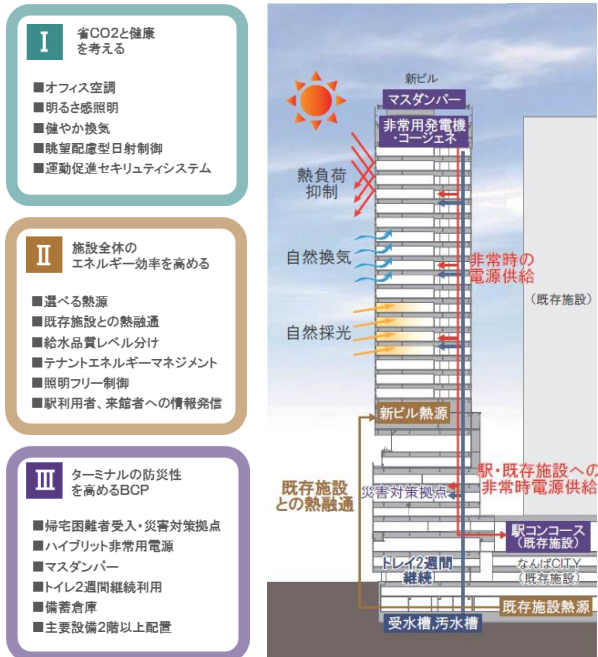 I
省CO2と健康
を考える
■オフィス空調
■明るさ感照明
■健やか換気
■眺望配慮型日射制御
■運動促進セキリュティシステム
II
施設全体の
エネルギー効率を高める
■選べる熱源
■既存施設との熱融通
■給水品質レベル分け
■テナントエネルギーマネジメント
■照明フリー制御
■駅利用者、来館者への情報発信
III
ターミナルの防災性
を高めるBCP
■帰宅困難者受入・災害対策拠点
■ハイブリット非常用電源
■マスダンパー
■トイレ2週間継続利用
■備蓄倉庫
■主要設備2階以上配置
新ビル
マスダンパー
非常用発電機
・コージェネ
熱負荷
抑制
自然換気
非常時の
電源供給
(既存施設)
自然採光
新ビル熱源
駅・既存施設への
非常時電源供給
既存施設
との熱融通
災害対策拠点
駅コンコース
(既存施設)
トレイ2週間
継続
なんばCITY
(既存施設)
既存施設熱源
受水槽,汚水槽